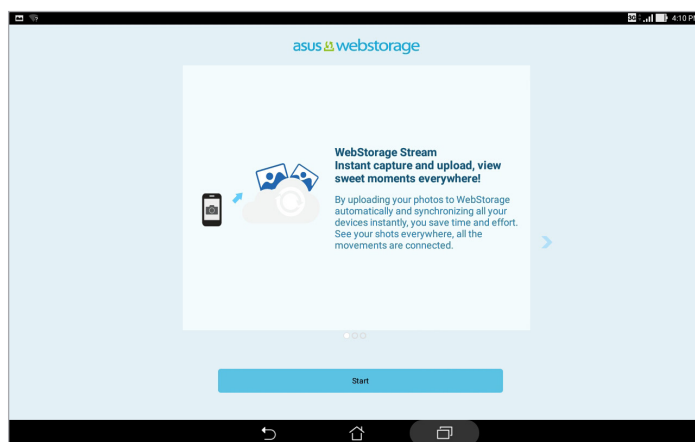 3G 4:10 PM
asus webstorage
WebStorage Stream
Instant capture and upload, view
sweet moments everywhere!
By uploading your photos to WebStorage
automatically and synchronizing all your
devices instantly, you save time and effort.
See your shots everywhere, all the
movements are connected.
Start